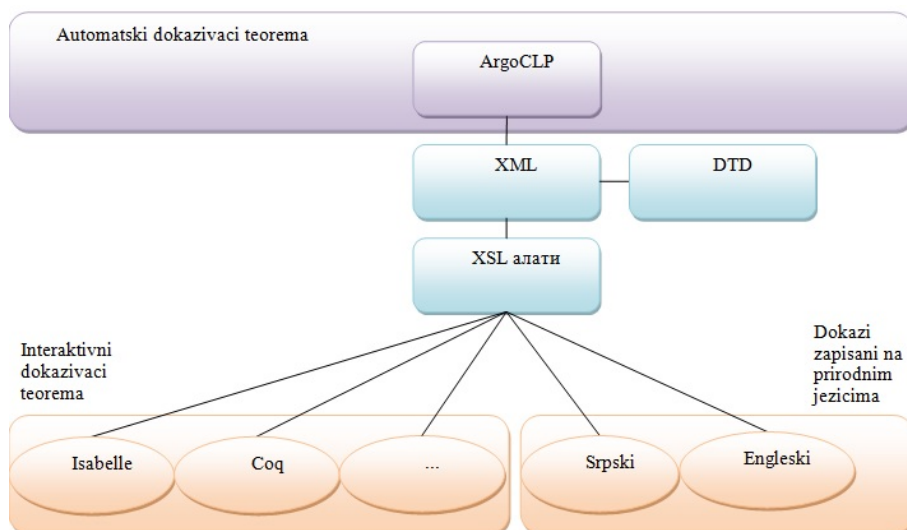 Automatski dokazivaci teorema
ArgoCLP
XML
DTD
XSL алати
Interaktivni
dokazivaci
teorema
Dokazi
zapisani na
prirodnim
jezicima
Isabelle
Coq
...
Srpski
Engleski